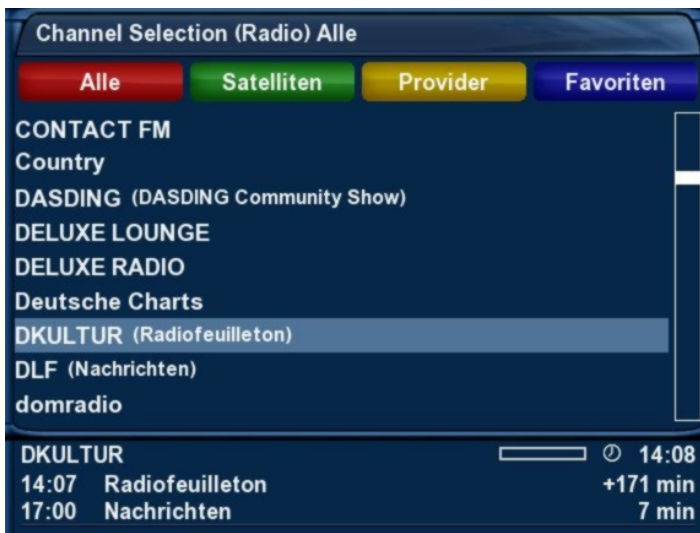 Channel Selection (Radio) Alle
Alle Satelliten Provider Favoriten
CONTACT FM
Country
DASDING (DASDING Community Show)
DELUXE LOUNGE
DELUXE RADIO
Deutsche Charts
DKULTUR (Radiofeuilleton)
DLF (Nachrichten)
domradio
DKULTUR 14:08
14:07 Radiofeuilleton +171 min
17:00 Nachrichten 7 min